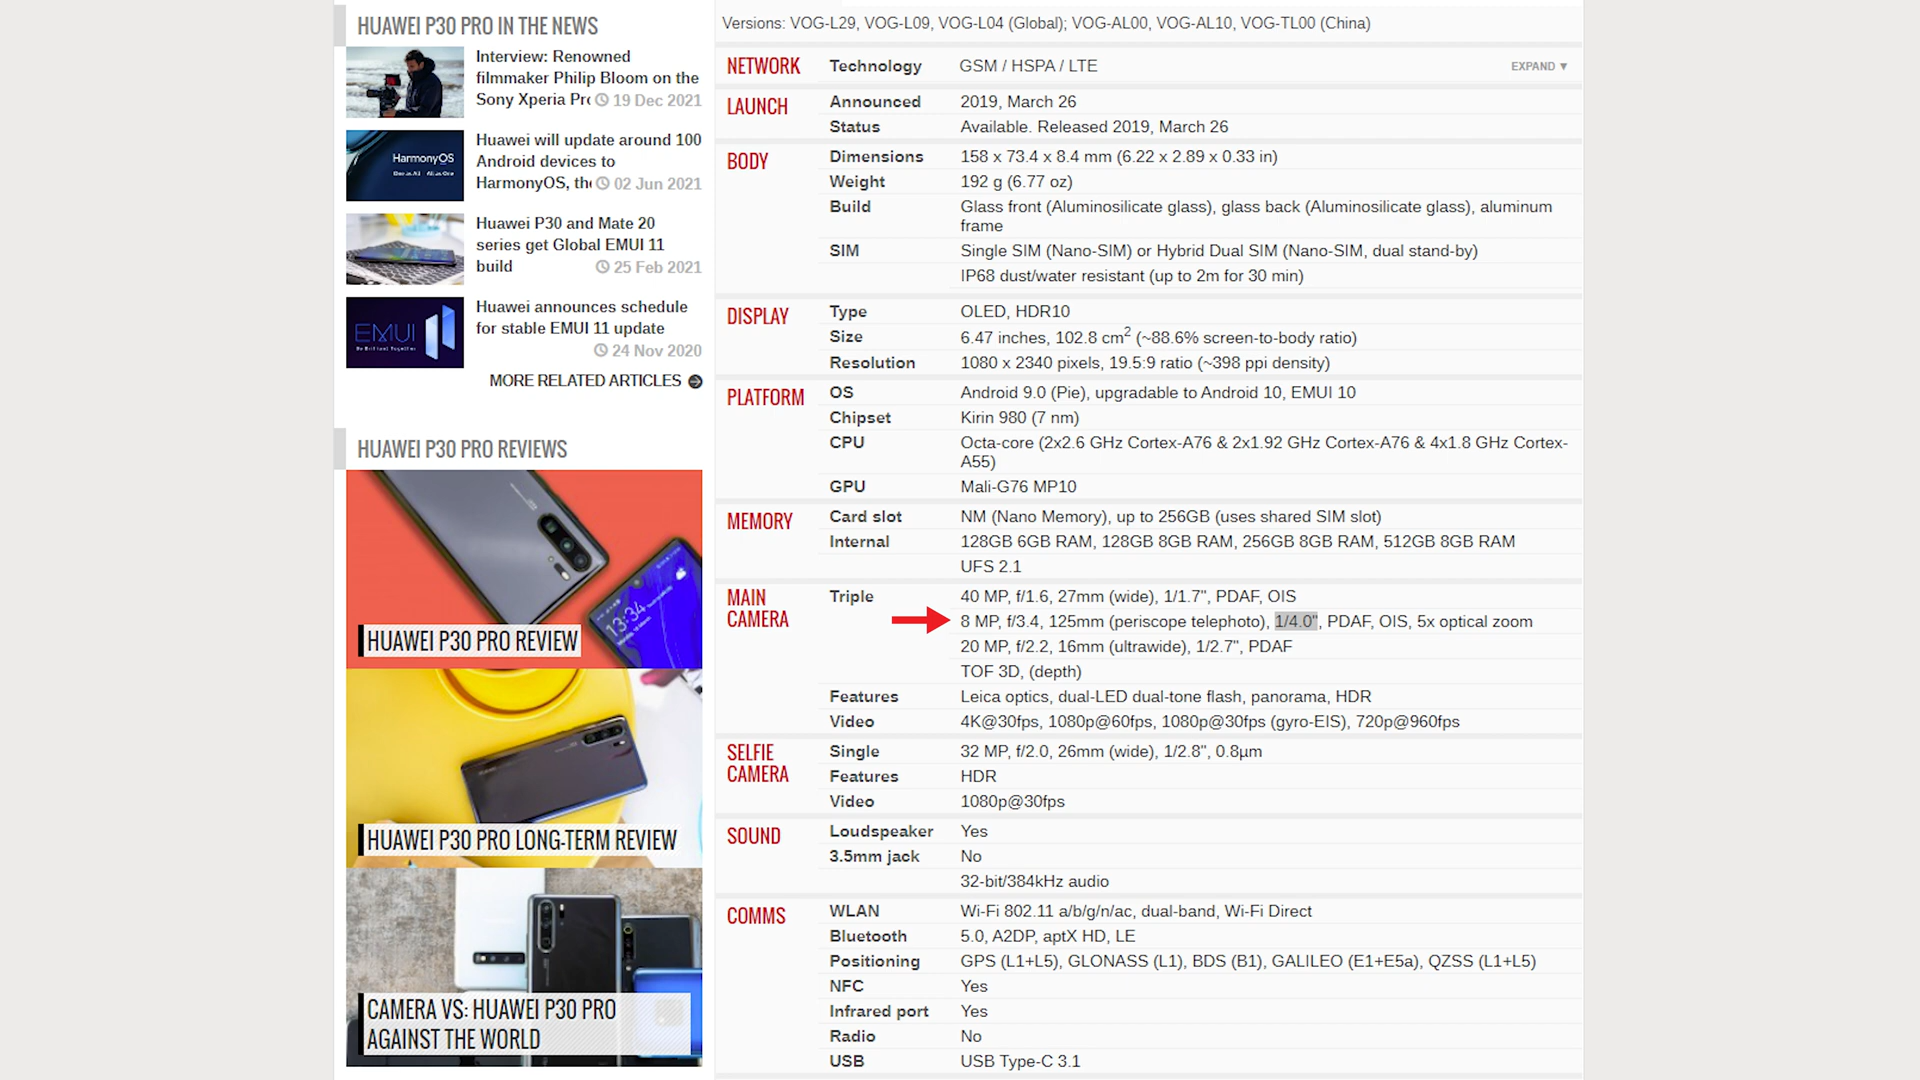 HUAWEI P30 PRO IN THE NEWS
Interview: Renowned
filmmaker Philip Bloom on the
Sony Xperia Pro 19 Dec 2021
HarmonyOS
Huawei will update around 100
Android devices to
HarmonyOS, the 02 Jun 2021
Huawei P30 and Mate 20
series get Global EMUI 11
build 25 Feb 2021
EMUI 11
Huawei announces schedule
for stable EMUI 11 update
24 Nov 2020
MORE RELATED ARTICLES
HUAWEI P30 PRO REVIEWS
13:34
HUAWEI P30 PRO REVIEW
HUAWEI P30 PRO LONG-TERM REVIEW
CAMERA VS: HUAWEI P30 PRO
AGAINST THE WORLD
Versions: VOG-L29, VOG-L09, VOG-L04 (Global); VOG-AL00, VOG-AL10, VOG-TL00 (China)
NETWORK Technology GSM / HSPA / LTE EXPAND ▼
LAUNCH Announced 2019, March 26
Status Available. Released 2019, March 26
BODY Dimensions 158 x 73.4 x 8.4 mm (6.22 x 2.89 x 0.33 in)
Weight 192 g (6.77 oz)
Build Glass front (Aluminosilicate glass), glass back (Aluminosilicate glass), aluminum
frame
SIM Single SIM (Nano-SIM) or Hybrid Dual SIM (Nano-SIM, dual stand-by)
IP68 dust/water resistant (up to 2m for 30 min)
DISPLAY Type OLED, HDR10
Size 6.47 inches, 102.8 cm2 (~88.6% screen-to-body ratio)
Resolution 1080 x 2340 pixels, 19.5:9 ratio (~398 ppi density)
PLATFORM OS Android 9.0 (Pie), upgradable to Android 10, EMUI 10
Chipset Kirin 980 (7 nm)
CPU Octa-core (2x2.6 GHz Cortex-A76 & 2x1.92 GHz Cortex-A76 & 4x1.8 GHz Cortex-
A55)
GPU Mali-G76 MP10
MEMORY Card slot NM (Nano Memory), up to 256GB (uses shared SIM slot)
Internal 128GB 6GB RAM, 128GB 8GB RAM, 256GB 8GB RAM, 512GB 8GB RAM
UFS 2.1
MAIN
CAMERA
Triple 40 MP, f/1.6, 27mm (wide), 1/1.7", PDAF, OIS
8 MP, f/3.4, 125mm (periscope telephoto), 1/4.0", PDAF, OIS, 5x optical zoom
20 MP, f/2.2, 16mm (ultrawide), 1/2.7", PDAF
TOF 3D, (depth)
Features Leica optics, dual-LED dual-tone flash, panorama, HDR
Video 4K@30fps, 1080p@60fps, 1080p@30fps (gyro-EIS), 720p@960fps
SELFIE
CAMERA
Single 32 MP, f/2.0, 26mm (wide), 1/2.8", 0.8µm
Features HDR
Video 1080p@30fps
SOUND Loudspeaker Yes
3.5mm jack No
32-bit/384kHz audio
COMMS WLAN Wi-Fi 802.11 a/b/g/n/ac, dual-band, Wi-Fi Direct
Bluetooth 5.0, A2DP, aptX HD, LE
Positioning GPS (L1+L5), GLONASS (L1), BDS (B1), GALILEO (E1+E5a), QZSS (L1+L5)
NFC Yes
Infrared port Yes
Radio No
USB USB Type-C 3.1